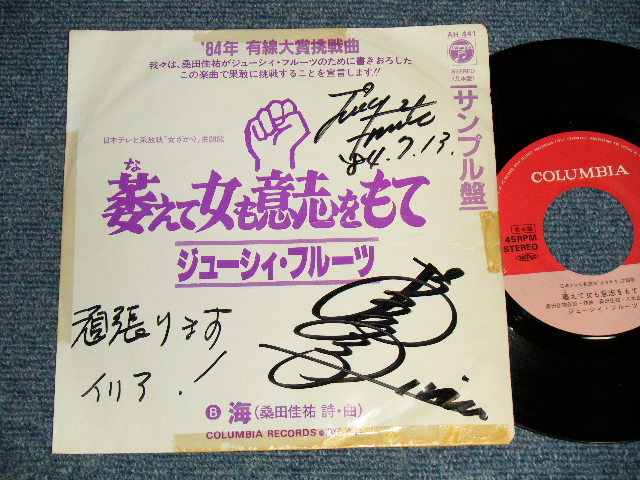 '84年 有線大賞挑戦曲
我々は、桑田佳祐がジューシィ・フルーツのために書きおろした
この楽曲で果敢に挑戦することを宣言します!!
AH-441
Columbia
STEREO
(見本盤)
サンプル盤
日本テレビ系放映「女ざかり」主題歌
Juicy
Fruits
'84.7.13.
な
萎えて女も意志をもて
ジューシィ・フルーツ
頑張ります
B 海(桑田佳祐 詩・曲)
COLUMBIA RECORDS
COLUMBIA
見本盤
45RPM
STEREO
萎えて女も意志をもて
ジューシィ・フルーツ